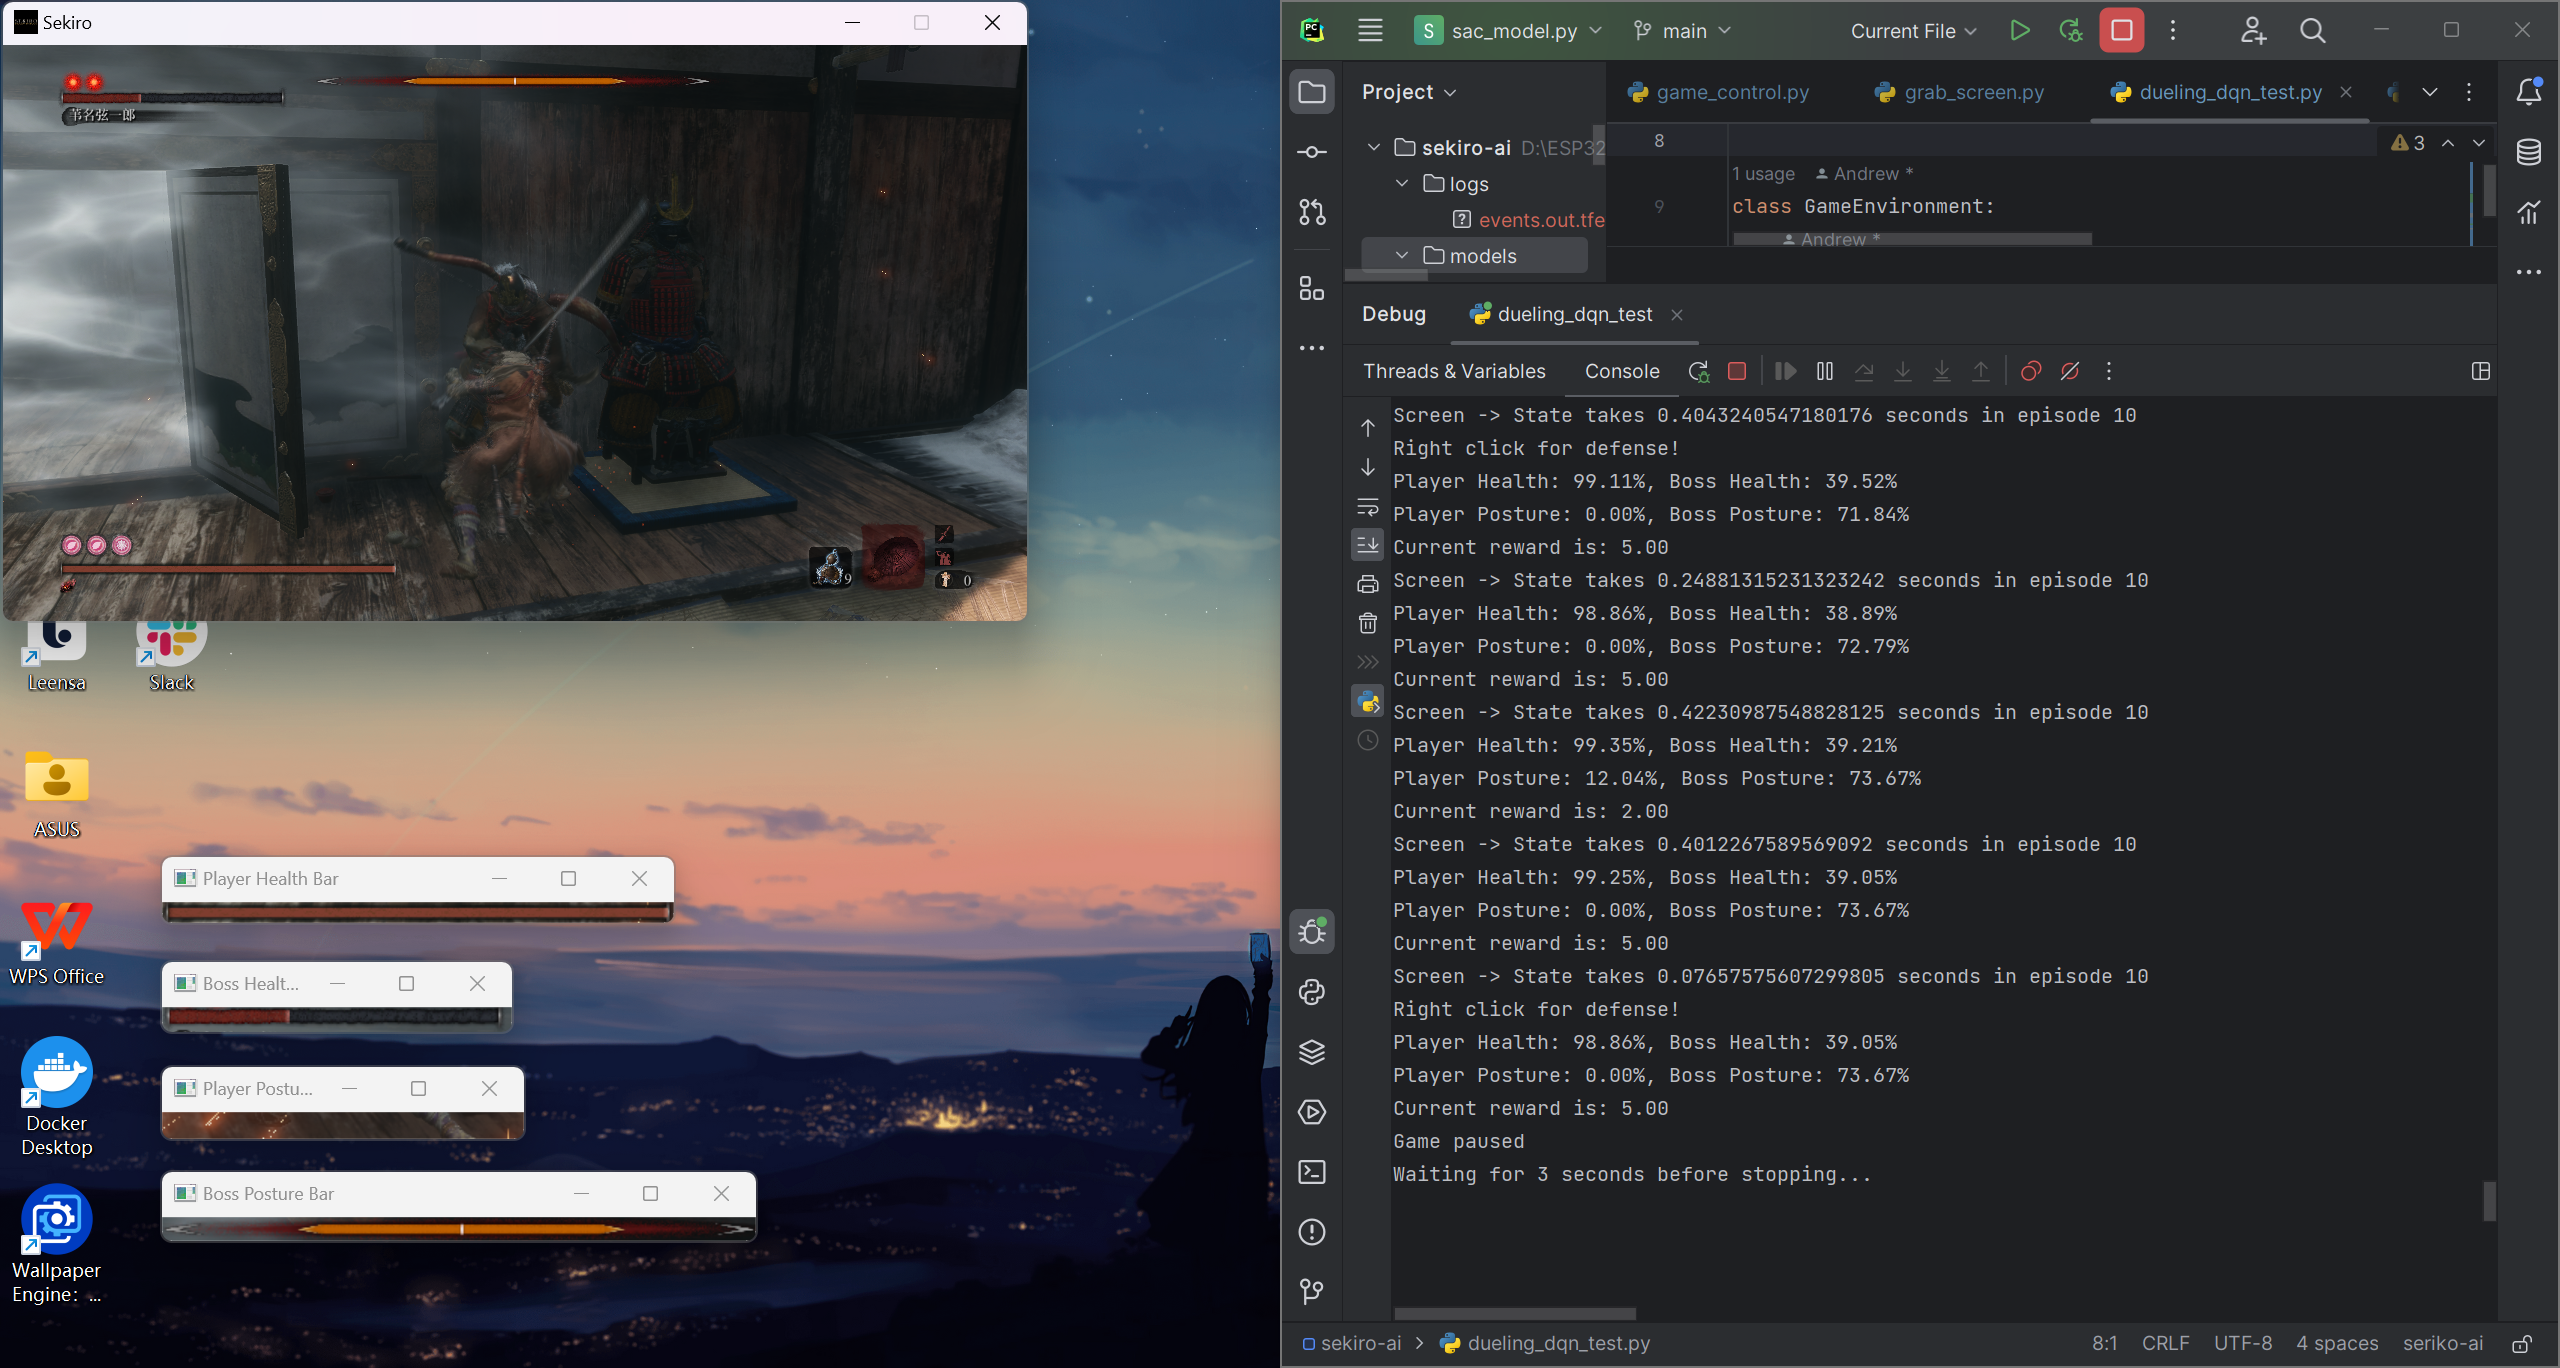 Sekiro
苇名弦一郎
9
0
Leensa
Slack
ASUS
WPS Office
Docker
Desktop
Wallpaper
Engine：...
Player Health Bar
Boss Healt...
Player Postu...
Boss Posture Bar
S sac_model.py
main
Current File
Project
game_control.py
grab_screen.py
dueling_dqn_test.py
sekiro-ai D:\ESP32
logs
events.out.tfe
models
8
3
1 usage Andrew *
9 class GameEnvironment:
Andrew *
Debug
dueling_dqn_test
Threads & Variables
Console
Screen -> State takes 0.4043240547180176 seconds in episode 10
Right click for defense!
Player Health: 99.11%, Boss Health: 39.52%
Player Posture: 0.00%, Boss Posture: 71.84%
Current reward is: 5.00
Screen -> State takes 0.24881315231323242 seconds in episode 10
Player Health: 98.86%, Boss Health: 38.89%
Player Posture: 0.00%, Boss Posture: 72.79%
Current reward is: 5.00
Screen -> State takes 0.42230987548828125 seconds in episode 10
Player Health: 99.35%, Boss Health: 39.21%
Player Posture: 12.04%, Boss Posture: 73.67%
Current reward is: 2.00
Screen -> State takes 0.4012267589569092 seconds in episode 10
Player Health: 99.25%, Boss Health: 39.05%
Player Posture: 0.00%, Boss Posture: 73.67%
Current reward is: 5.00
Screen -> State takes 0.07657575607299805 seconds in episode 10
Right click for defense!
Player Health: 98.86%, Boss Health: 39.05%
Player Posture: 0.00%, Boss Posture: 73.67%
Current reward is: 5.00
Game paused
Waiting for 3 seconds before stopping...
sekiro-ai > dueling_dqn_test.py
8:1 CRLF UTF-8 4 spaces seriko-ai